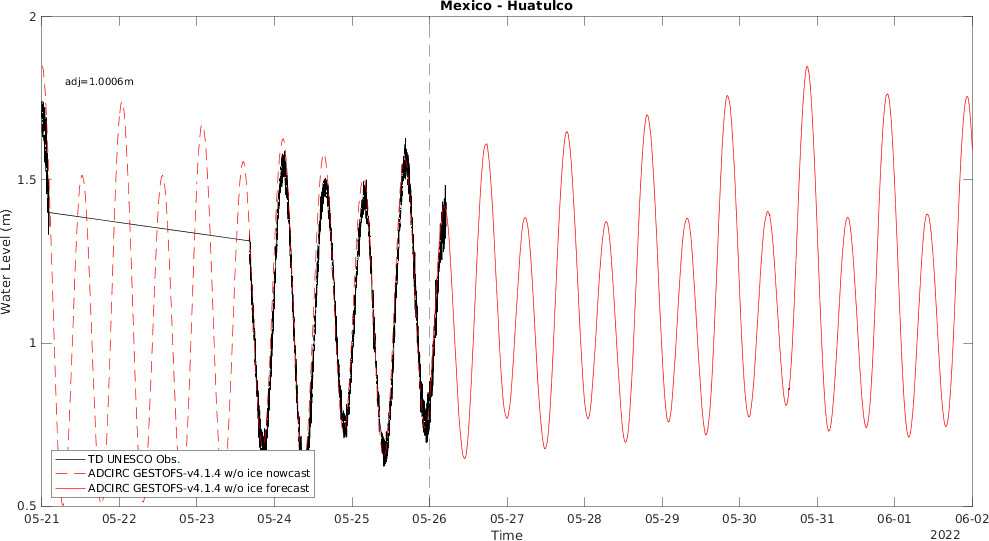 Mexico - Huatulco
2
adj=1.0006m
1.5
Water Level (m)
1
TD UNESCO Obs.
ADCIRC GESTOFS-v4.1.4 w/o ice nowcast
ADCIRC GESTOFS-v4.1.4 w/o ice forecast
0.5
05-21 05-22 05-23 05-24 05-25 05-26 05-27 05-28 05-29 05-30 05-31 06-01 06-02
Time
2022